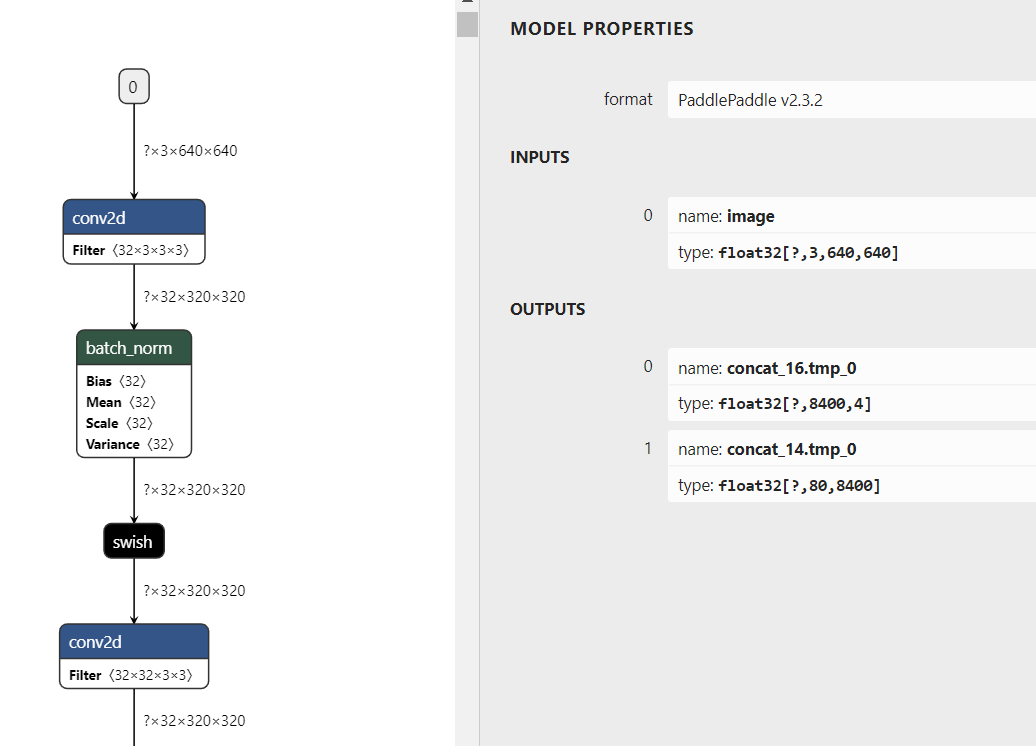 0
?×3×640×640
conv2d
Filter 〈32×3×3×3〉
?×32×320×320
batch_norm
Bias 〈32〉
Mean 〈32〉
Scale 〈32〉
Variance 〈32〉
?×32×320×320
swish
?×32×320×320
conv2d
Filter 〈32×32×3×3〉
?×32×320×320
MODEL PROPERTIES
format PaddlePaddle v2.3.2
INPUTS
0 name: image
type: float32[?,3,640,640]
OUTPUTS
0 name: concat_16.tmp_0
type: float32[?,8400,4]
1 name: concat_14.tmp_0
type: float32[?,80,8400]